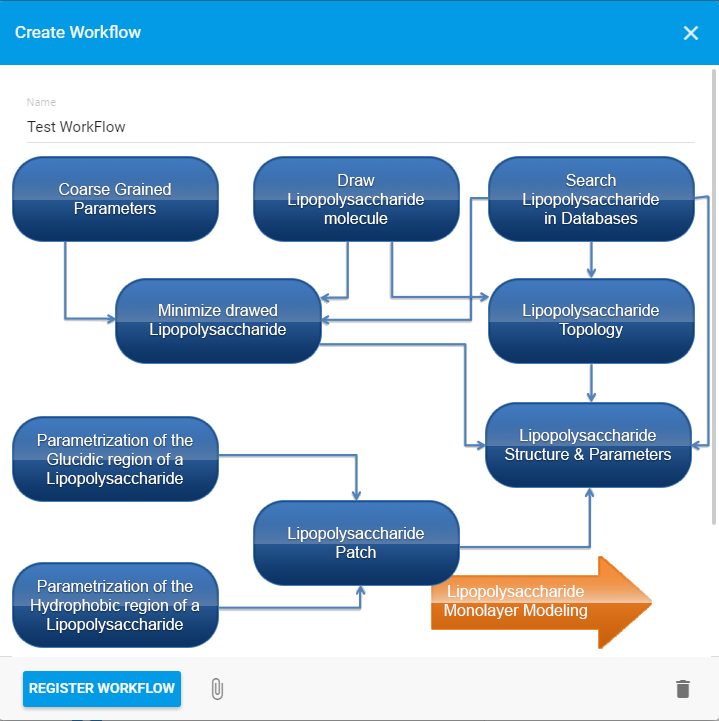 Create Workflow
Name
Test WorkFlow
Coarse Grained
Parameters
Draw
Lipopolysaccharide
molecule
Search
Lipopolysaccharide
in Databases
Minimize drawed
Lipopolysaccharide
Lipopolysaccharide
Topology
Parametrization of the
Glucidic region of a
Lipopolysaccharide
Lipopolysaccharide
Structure & Parameters
Lipopolysaccharide
Patch
Parametrization of the
Hydrophobic region of a
Lipopolysaccharide
Lipopolysaccharide
Monolayer Modeling
REGISTER WORKFLOW